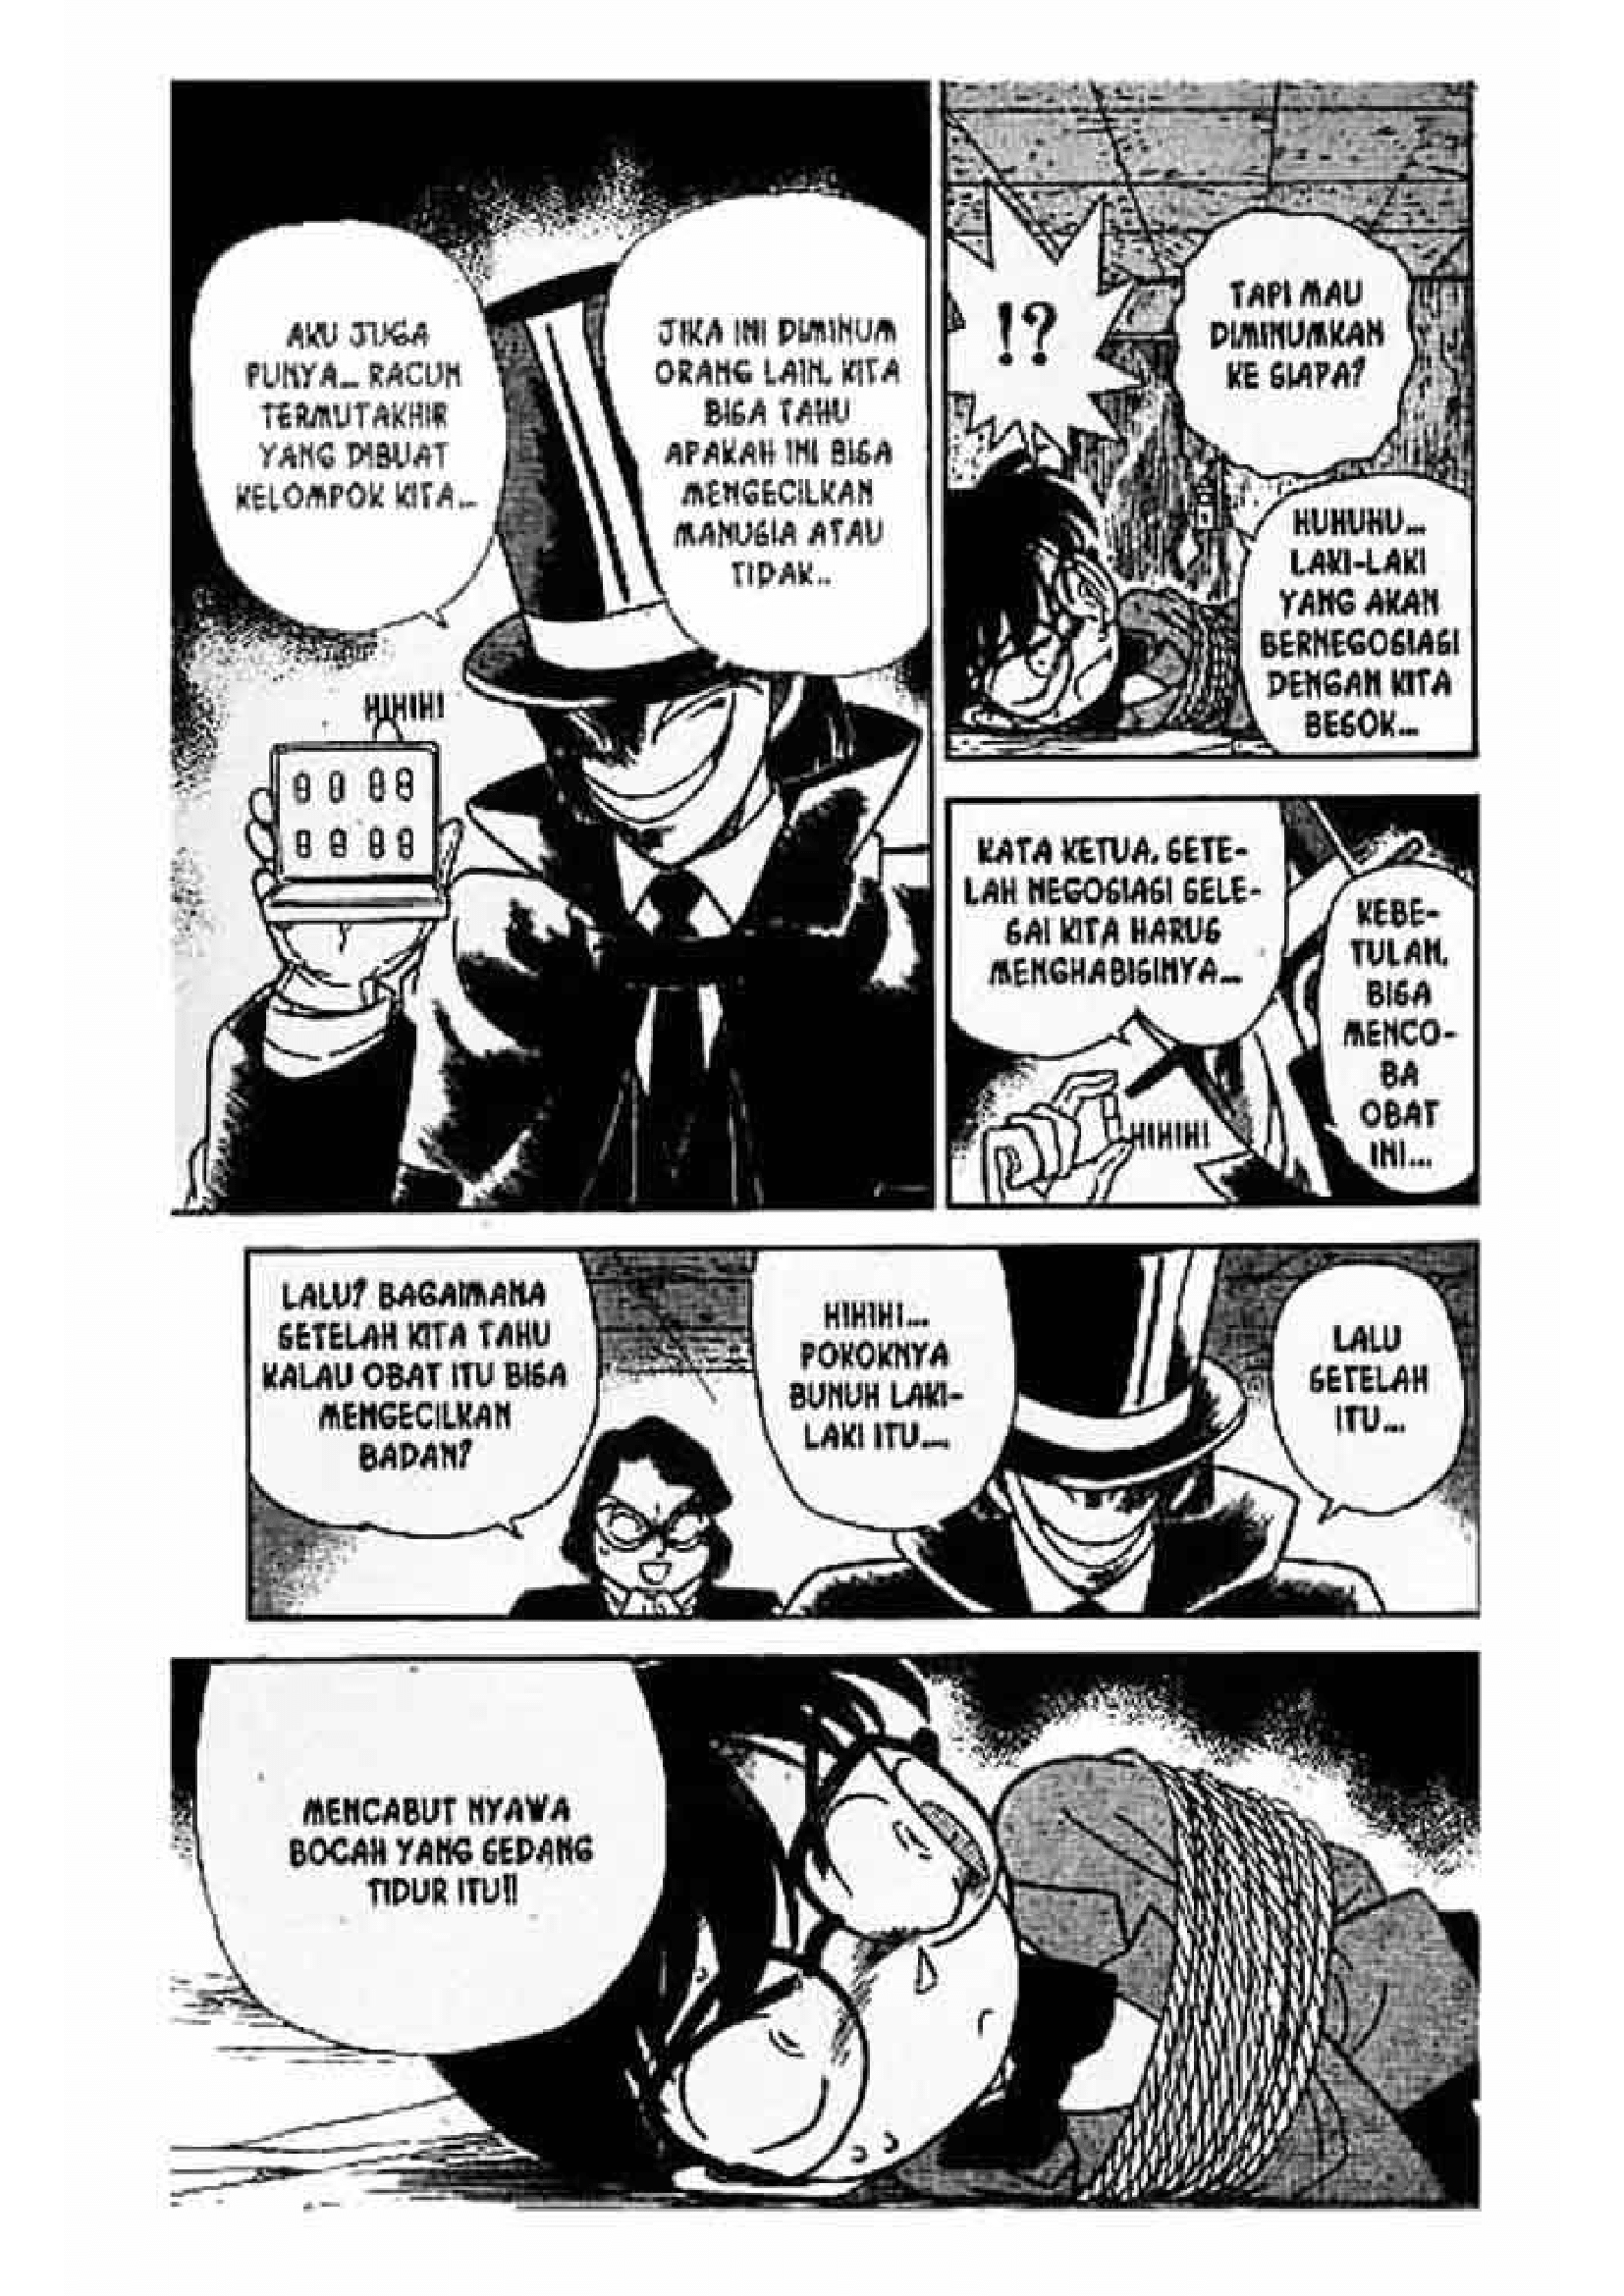 AKU JUGA
PUNYA... RACUN
TERMUTAKHIR
YANG DIBUAT
KELOMPOK KITA...
JIKA INI DIMINUM
ORANG LAIN, KITA
BISA TAHU
APAKAH INI BISA
MENGECILKAN
MANUSIA ATAU
TIDAK..
HIHIHI
!?
TAPI MAU
DIMINUMKAN
KE SIAPA?
HUHUHU...
LAKI-LAKI
YANG AKAN
BERNEGOSIASI
DENGAN KITA
BESOK...
KATA KETUA, SETE-
LAH NEGOSIASI SELE-
SAI KITA HARUS
MENGHABISINYA...
KEBE-
TULAN,
BISA
MENCO-
BA
OBAT
INI...
HIHIHI
LALU? BAGAIMANA
SETELAH KITA TAHU
KALAU OBAT ITU BISA
MENGECILKAN
BADAN?
HIHIHI...
POKOKNYA
BUNUH LAKI-
LAKI ITU....
LALU
SETELAH
ITU...
MENCABUT NYAWA
BOCAH YANG SEDANG
TIDUR ITU!!